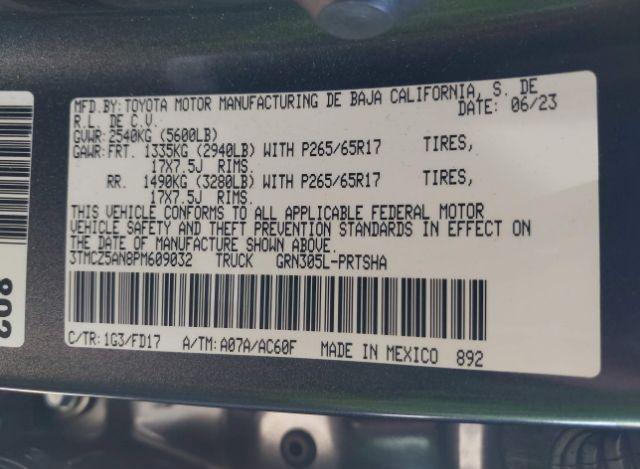 MFD.BY: TOYOTA MOTOR MANUFACTURING DE BAJA CALIFORNIA, S. DE
R.L. DE C.V. DATE: 06/23
GVWR: 2540KG (5600LB)
GAWR: FRT. 1335KG (2940LB) WITH P265/65R17 TIRES,
17X7.5J RIMS.
RR. 1490KG (3280LB) WITH P265/65R17 TIRES,
17X7.5J RIMS.
THIS VEHICLE CONFORMS TO ALL APPLICABLE FEDERAL MOTOR
VEHICLE SAFETY AND THEFT PREVENTION STANDARDS IN EFFECT ON
THE DATE OF MANUFACTURE SHOWN ABOVE.
3TMCZ5AN8PM609032 TRUCK GRN305L-PRTSHA
C/TR: 1G3/FD17 A/TM: A07A/AC60F MADE IN MEXICO 892